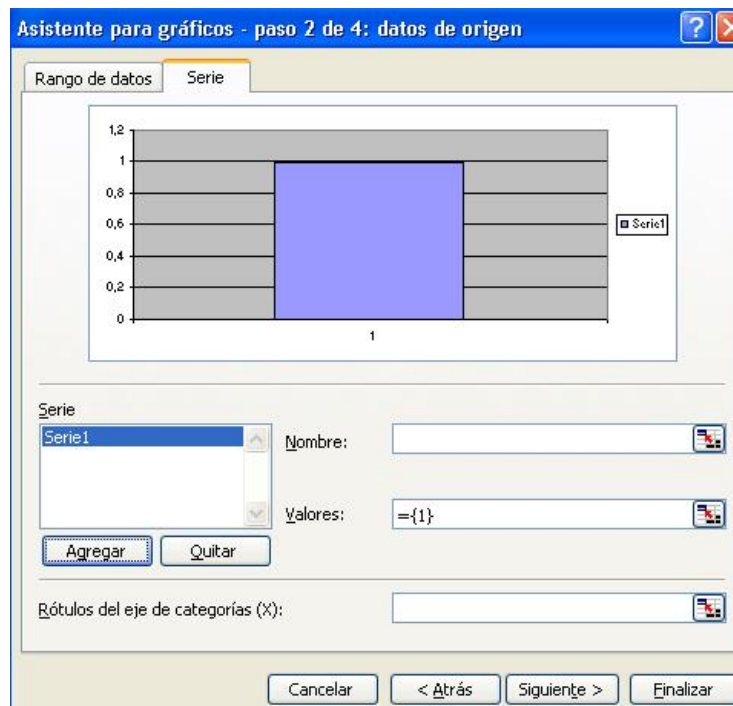 Asistente para gráficos - paso 2 de 4: datos de origen
Rango de datos
Serie
1,2
1
0,8
0,6
0,4
0,2
0
1
Serie1
Serie
Serie1
Nombre:
Valores:
={1}
Agregar
Quitar
Rótulos del eje de categorías (X):
Cancelar
< Atrás
Siguiente >
Finalizar